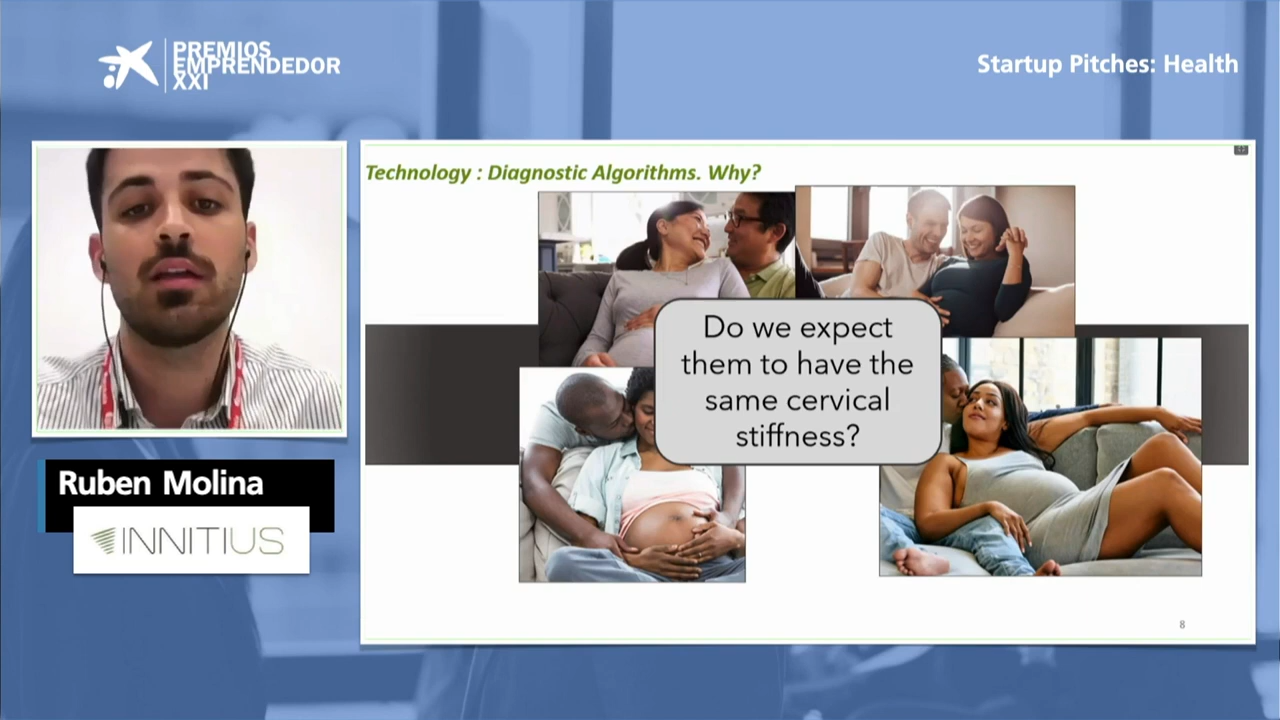 PREMIOS
EMPRENDEDOR
XXI
Startup Pitches: Health
Technology : Diagnostic Algorithms. Why?
Do we expect
them to have the
same cervical
stiffness?
Ruben Molina
INNITIUS
8